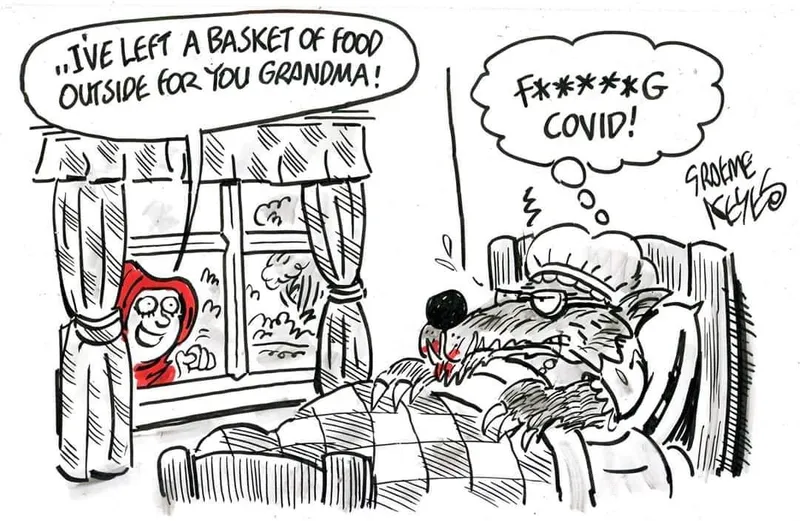 ,,I'VE LEFT A BASKET OF FOOD
OUTSIDE FOR YOU GRANDMA!
F*****G
COVID!
GRAEME
KEYES